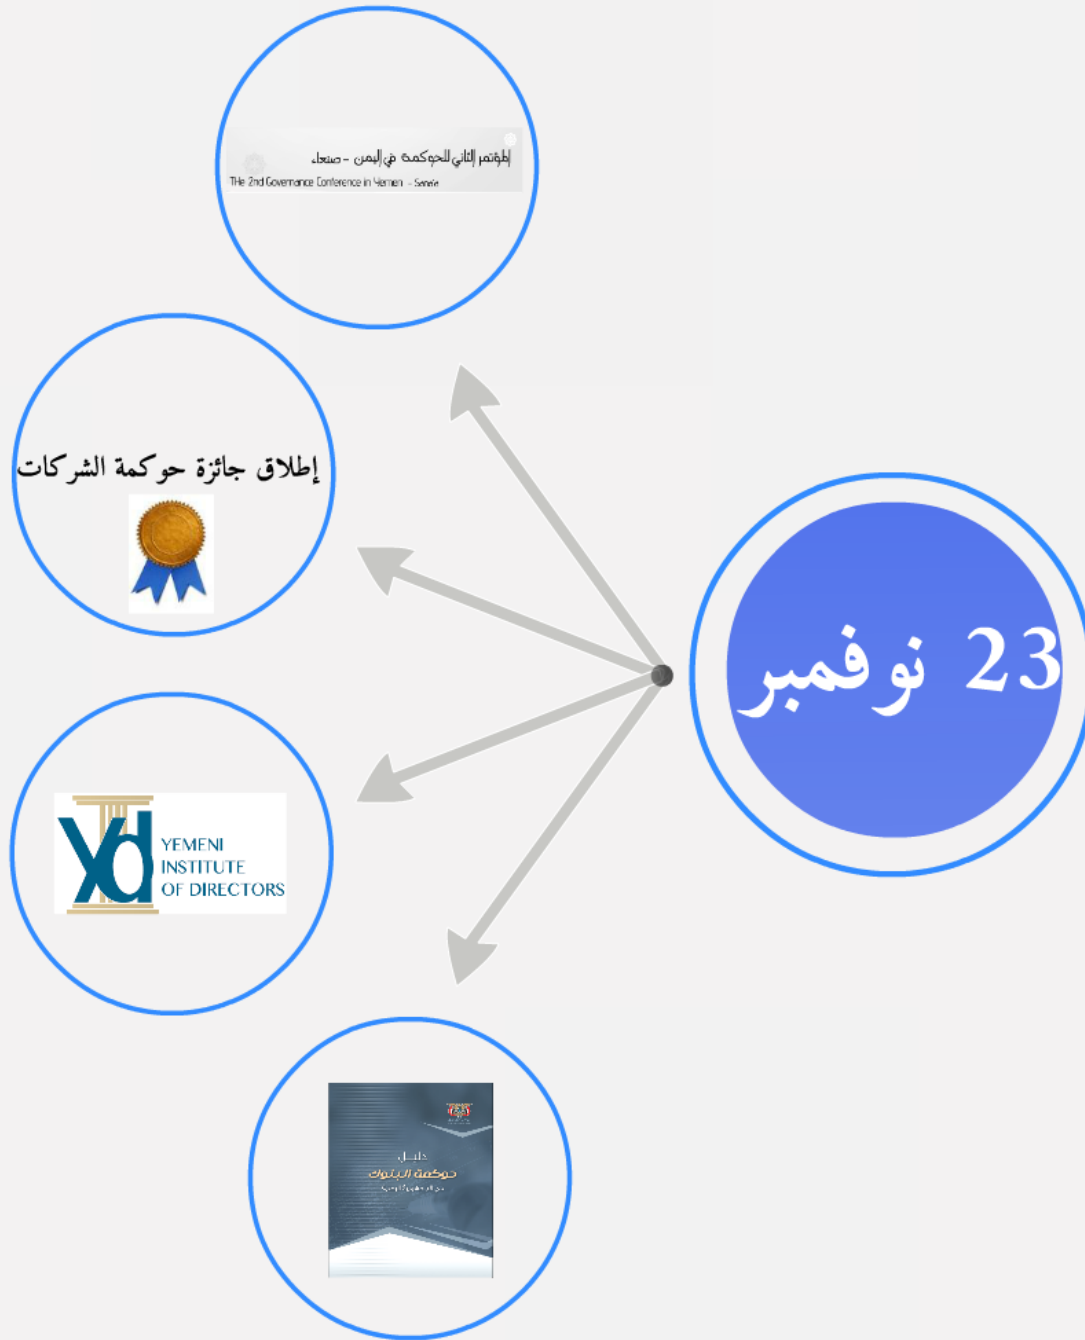 المؤتمر الثاني للحوكمة في اليمن - صنعاء
THe 2nd Governance Conference in Yemen - Sana'a
إطلاق جائزة حوكمة الشركات
23 نوفمبر
Yd
YEMENI
INSTITUTE
OF DIRECTORS
دليل
حوكمة البنوك